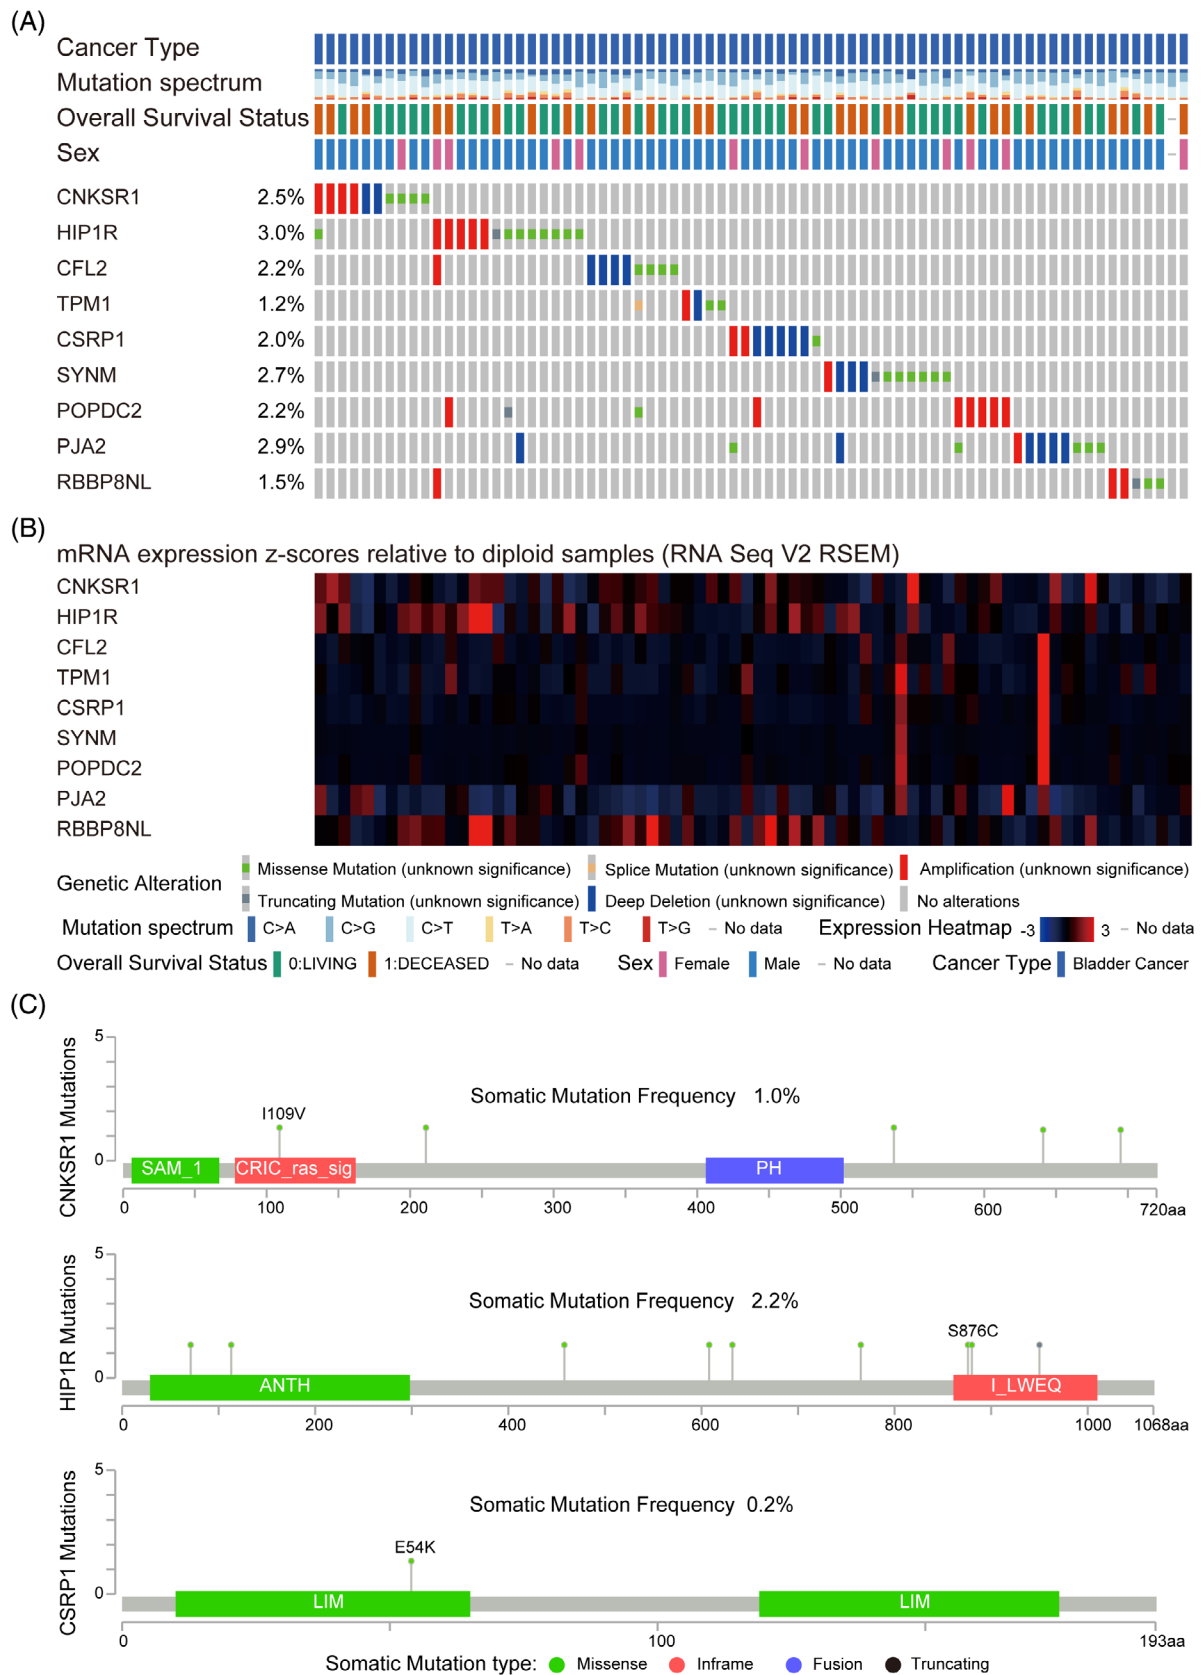 (A)
Cancer Type
Mutation spectrum
Overall Survival Status
Sex
CNKSR1 2.5%
HIP1R 3.0%
CFL2 2.2%
TPM1 1.2%
CSRP1 2.0%
SYNM 2.7%
POPDC2 2.2%
PJA2 2.9%
RBBP8NL 1.5%
(B)
mRNA expression z-scores relative to diploid samples (RNA Seq V2 RSEM)
CNKSR1
HIP1R
CFL2
TPM1
CSRP1
SYNM
POPDC2
PJA2
RBBP8NL
Genetic Alteration
Missense Mutation (unknown significance) Splice Mutation (unknown significance) Amplification (unknown significance)
Truncating Mutation (unknown significance) Deep Deletion (unknown significance) No alterations
Mutation spectrum C>A C>G C>T T>A T>C T>G – No data Expression Heatmap -3 3 – No data
Overall Survival Status 0:LIVING 1:DECEASED – No data Sex Female Male – No data Cancer Type Bladder Cancer
(C)
CNKSR1 Mutations
5
0
Somatic Mutation Frequency 1.0%
I109V
SAM_1 CRIC_ras_sig PH
0 100 200 300 400 500 600 720aa
HIP1R Mutations
5
0
Somatic Mutation Frequency 2.2%
S876C
ANTH I_LWEQ
0 200 400 600 800 1000 1068aa
CSRP1 Mutations
5
0
Somatic Mutation Frequency 0.2%
E54K
LIM LIM
0 100 193aa
Somatic Mutation type: Missense Inframe Fusion Truncating